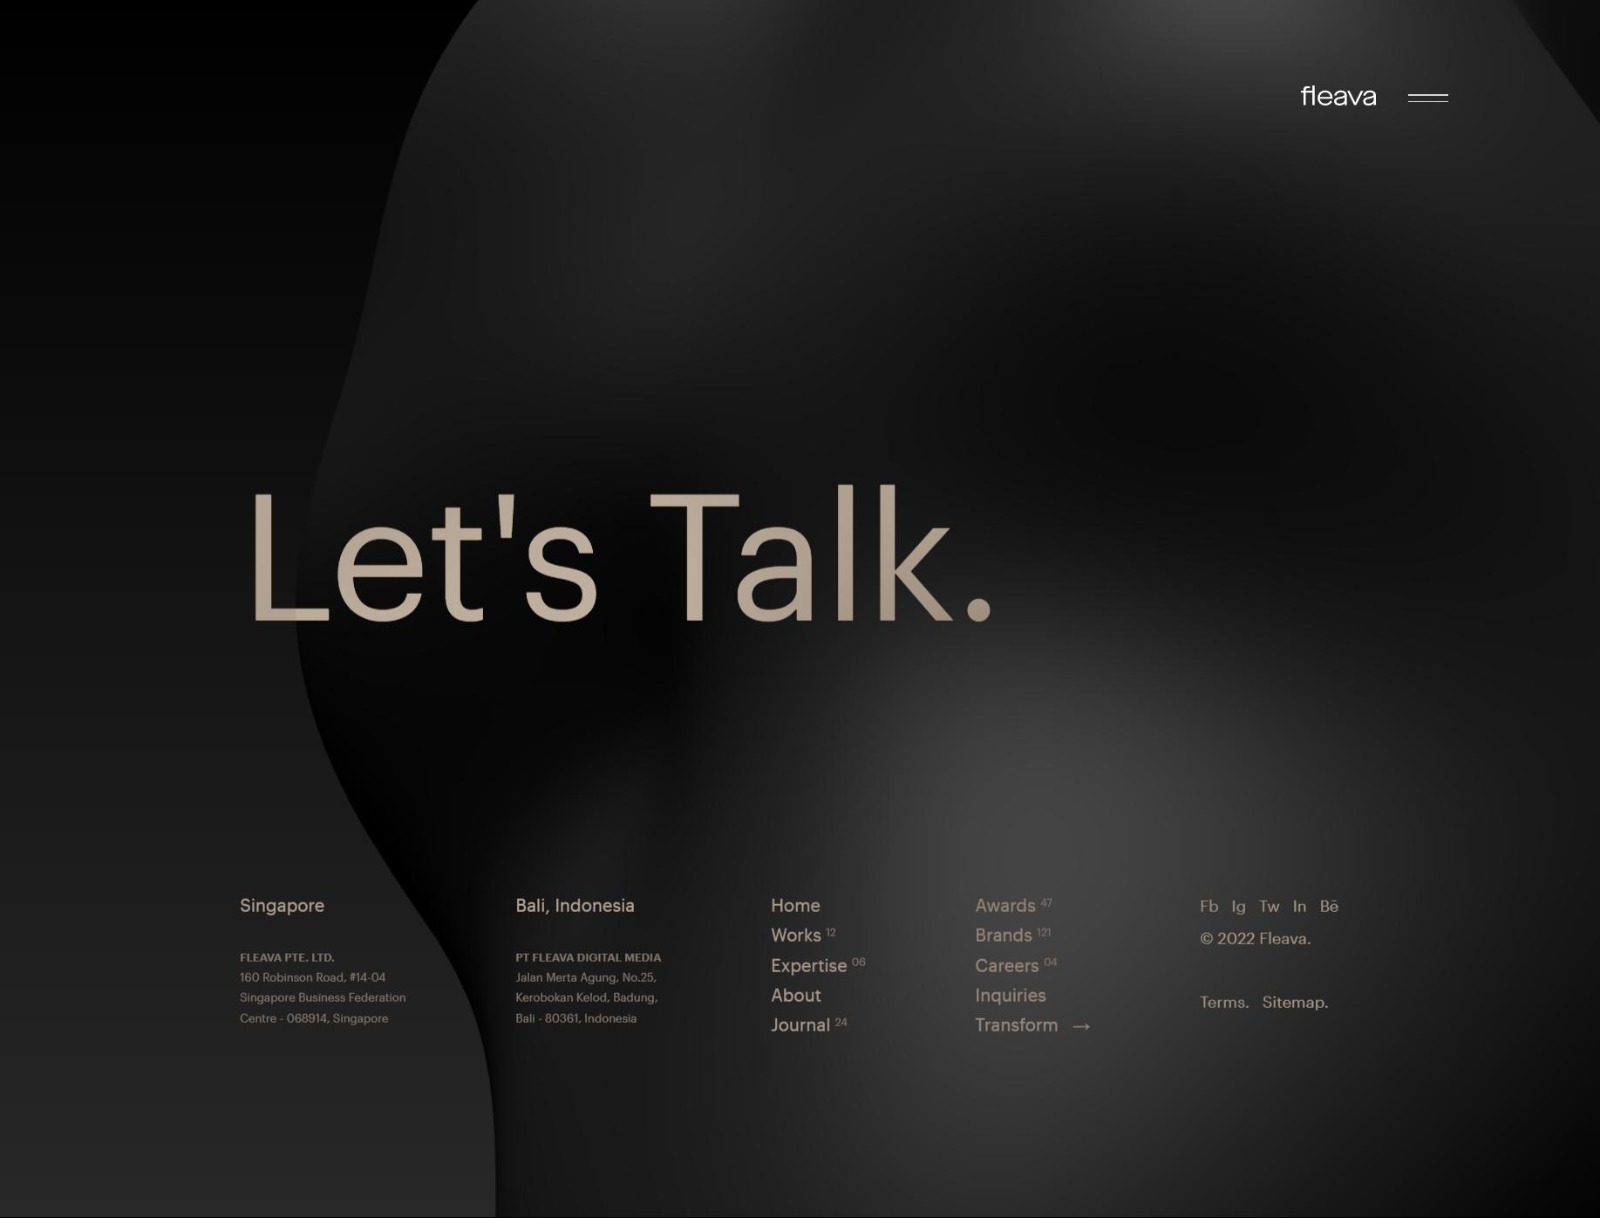 fleava
Let's Talk.
Singapore
FLEAVA PTE. LTD.
160 Robinson Road, #14-04
Singapore Business Federation
Centre - 068914, Singapore
Bali, Indonesia
PT FLEAVA DIGITAL MEDIA
Jalan Merta Agung, No.25,
Kerobokan Kelod, Badung,
Bali - 80361, Indonesia
Home
Works 12
Expertise 06
About
Journal 24
Awards 47
Brands 121
Careers 04
Inquiries
Transform →
Fb Ig Tw In Bē
© 2022 Fleava.
Terms. Sitemap.